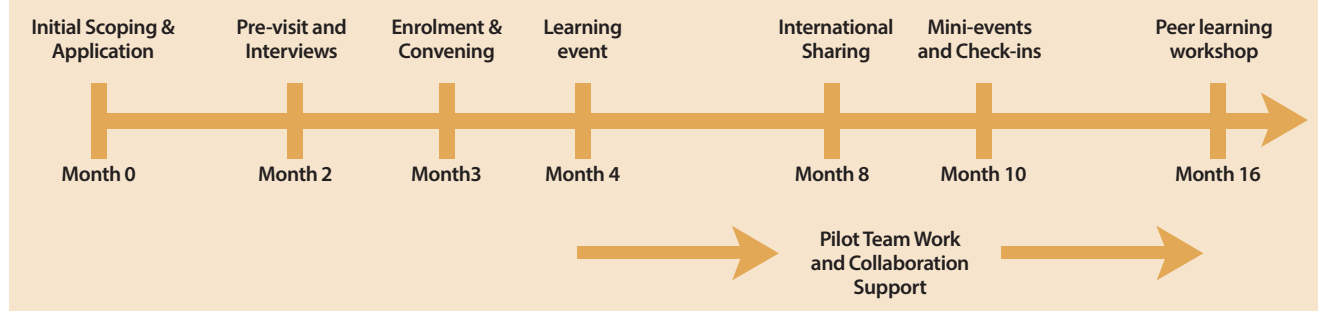 Initial Scoping &
Application
Pre-visit and
Interviews
Enrolment &
Convening
Learning
event
International
Sharing
Mini-events
and Check-ins
Peer learning
workshop
Month 0
Month 2
Month3
Month 4
Month 8
Month 10
Month 16
Pilot Team Work
and Collaboration
Support